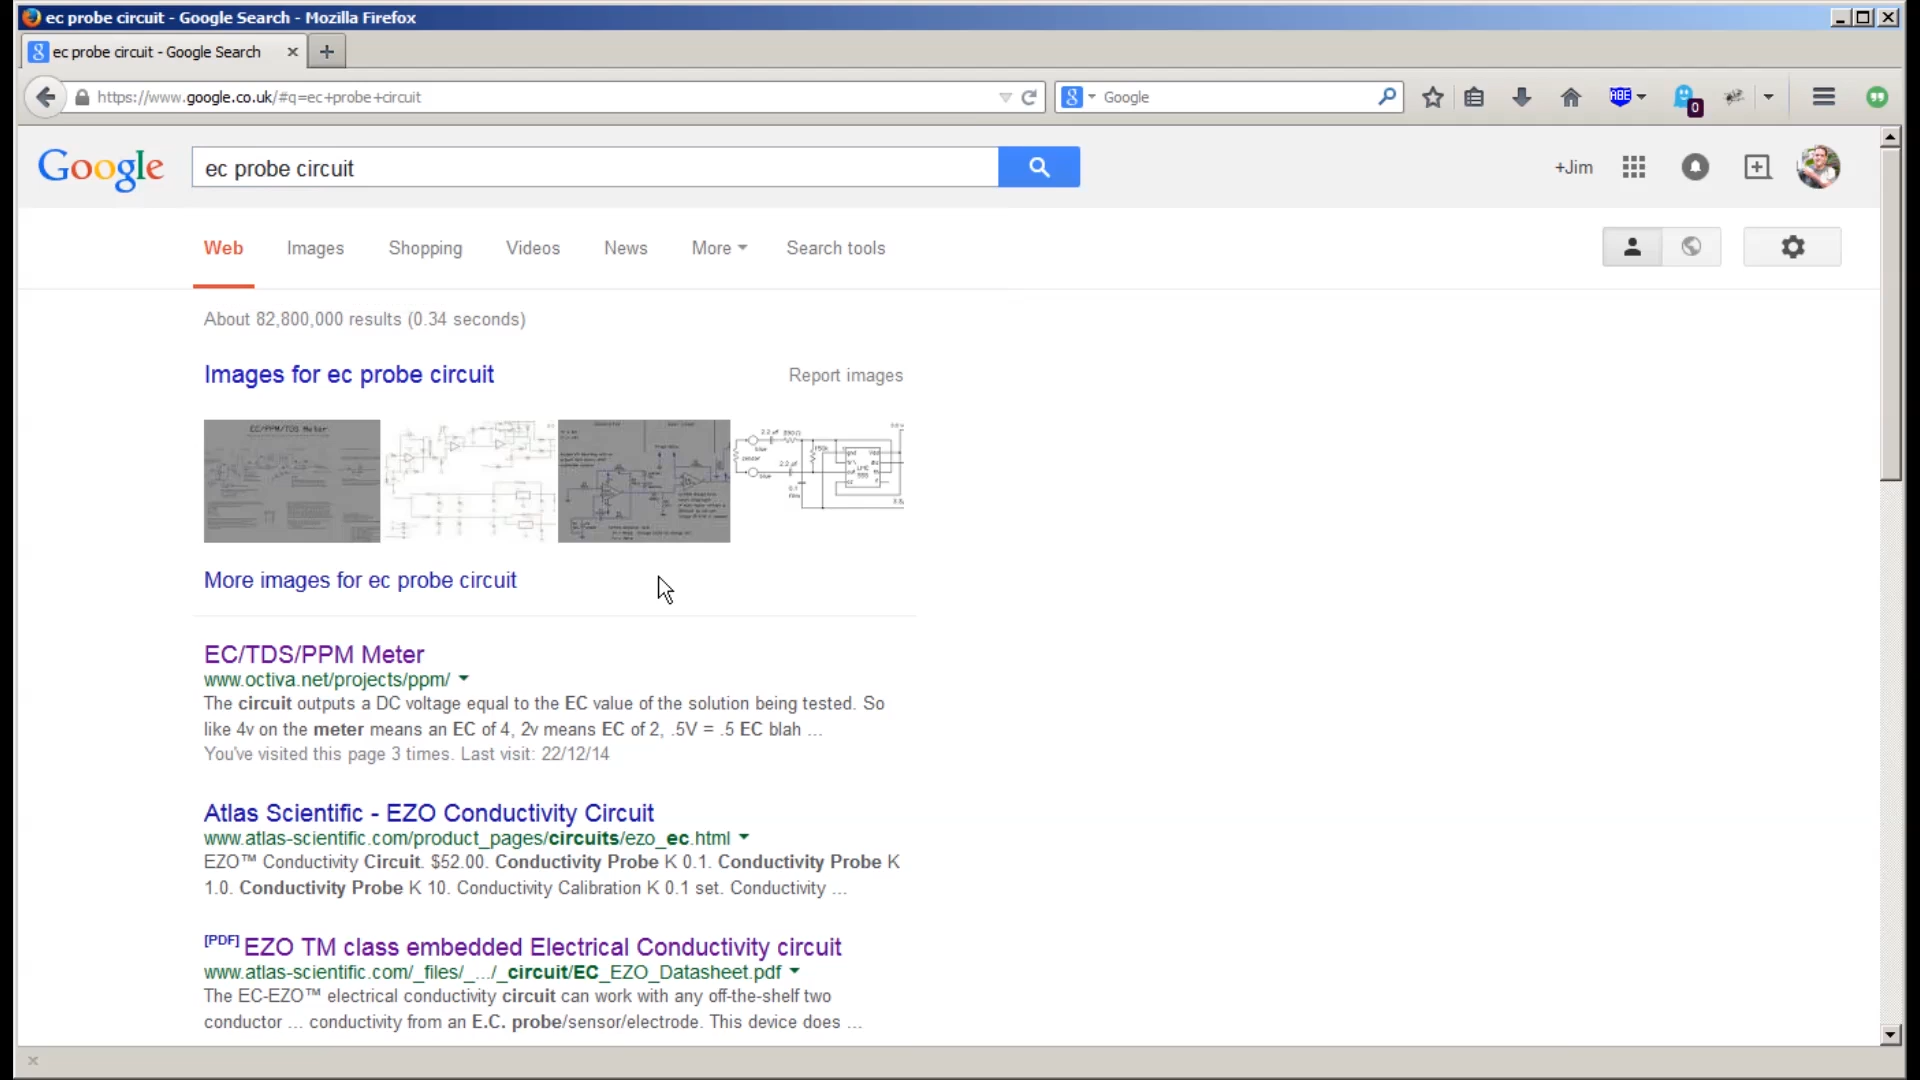 ec probe circuit - Google Search - Mozilla Firefox
ec probe circuit - Google Search
https://www.google.co.uk/#q=ec+probe+circuit
Google
ABE
0
Google
ec probe circuit
+Jim
Web Images Shopping Videos News More Search tools
About 82,800,000 results (0.34 seconds)
Images for ec probe circuit
Report images
EC/PPM/TDS Meter
More images for ec probe circuit
EC/TDS/PPM Meter
www.octiva.net/projects/ppm/
The circuit outputs a DC voltage equal to the EC value of the solution being tested. So
like 4v on the meter means an EC of 4, 2v means EC of 2, .5V = .5 EC blah ...
You've visited this page 3 times. Last visit: 22/12/14
Atlas Scientific - EZO Conductivity Circuit
www.atlas-scientific.com/product_pages/circuits/ezo_ec.html
EZO™ Conductivity Circuit. $52.00. Conductivity Probe K 0.1. Conductivity Probe K
1.0. Conductivity Probe K 10. Conductivity Calibration K 0.1 set. Conductivity ...
[PDF] EZO TM class embedded Electrical Conductivity circuit
www.atlas-scientific.com/_files/_.../_circuit/EC_EZO_Datasheet.pdf
The EC-EZO™ electrical conductivity circuit can work with any off-the-shelf two
conductor ... conductivity from an E.C. probe/sensor/electrode. This device does ...